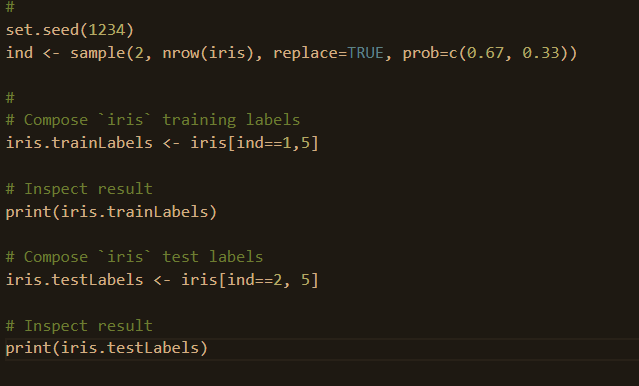 #
set.seed(1234)
ind <- sample(2, nrow(iris), replace=TRUE, prob=c(0.67, 0.33))
#
# Compose `iris` training labels
iris.trainLabels <- iris[ind==1,5]
# Inspect result
print(iris.trainLabels)
# Compose `iris` test labels
iris.testLabels <- iris[ind==2, 5]
# Inspect result
print(iris.testLabels)